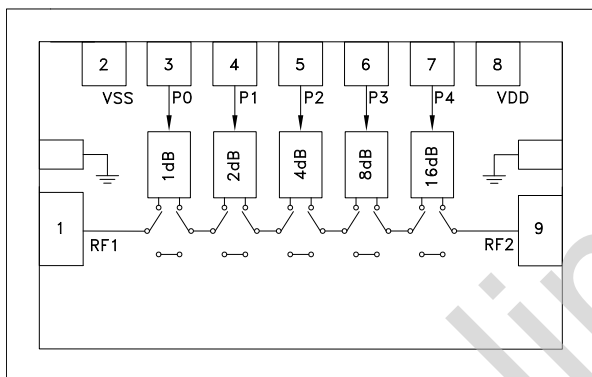 2 3 4 5 6 7 8
VSS P0 P1 P2 P3 P4 VDD
1dB 2dB 4dB 8dB 16dB
1 9
RF1 RF2